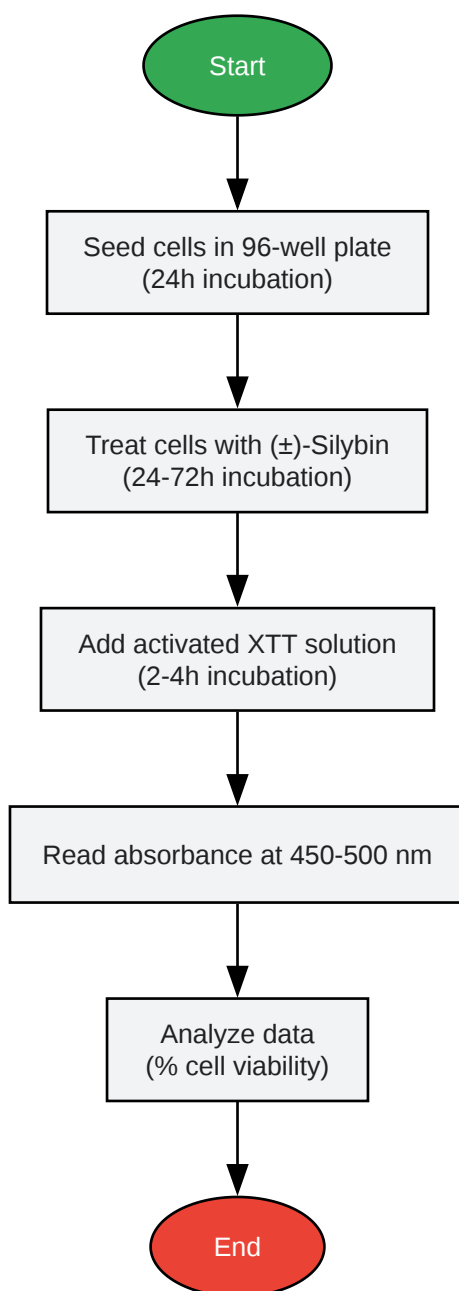 Start
Seed cells in 96-well plate
(24h incubation)
Treat cells with (±)-Silybin
(24-72h incubation)
Add activated XTT solution
(2-4h incubation)
Read absorbance at 450-500 nm
Analyze data
(% cell viability)
End